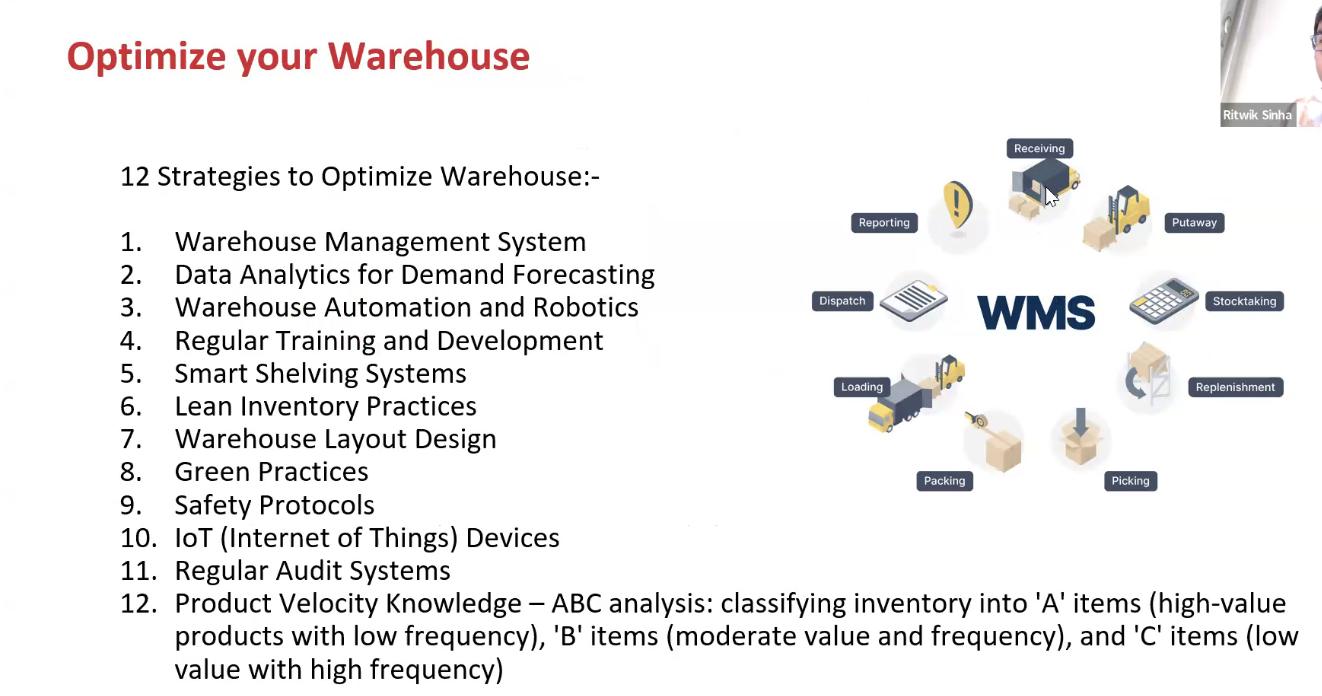 Optimize your Warehouse
Ritwik Sinha
12 Strategies to Optimize Warehouse:-
1. Warehouse Management System
2. Data Analytics for Demand Forecasting
3. Warehouse Automation and Robotics
4. Regular Training and Development
5. Smart Shelving Systems
6. Lean Inventory Practices
7. Warehouse Layout Design
8. Green Practices
9. Safety Protocols
10. IoT (Internet of Things) Devices
11. Regular Audit Systems
12. Product Velocity Knowledge – ABC analysis: classifying inventory into 'A' items (high-value
products with low frequency), 'B' items (moderate value and frequency), and 'C' items (low
value with high frequency)
Receiving
Reporting
Putaway
Dispatch
WMS
Stocktaking
Loading
Replenishment
Packing
Picking